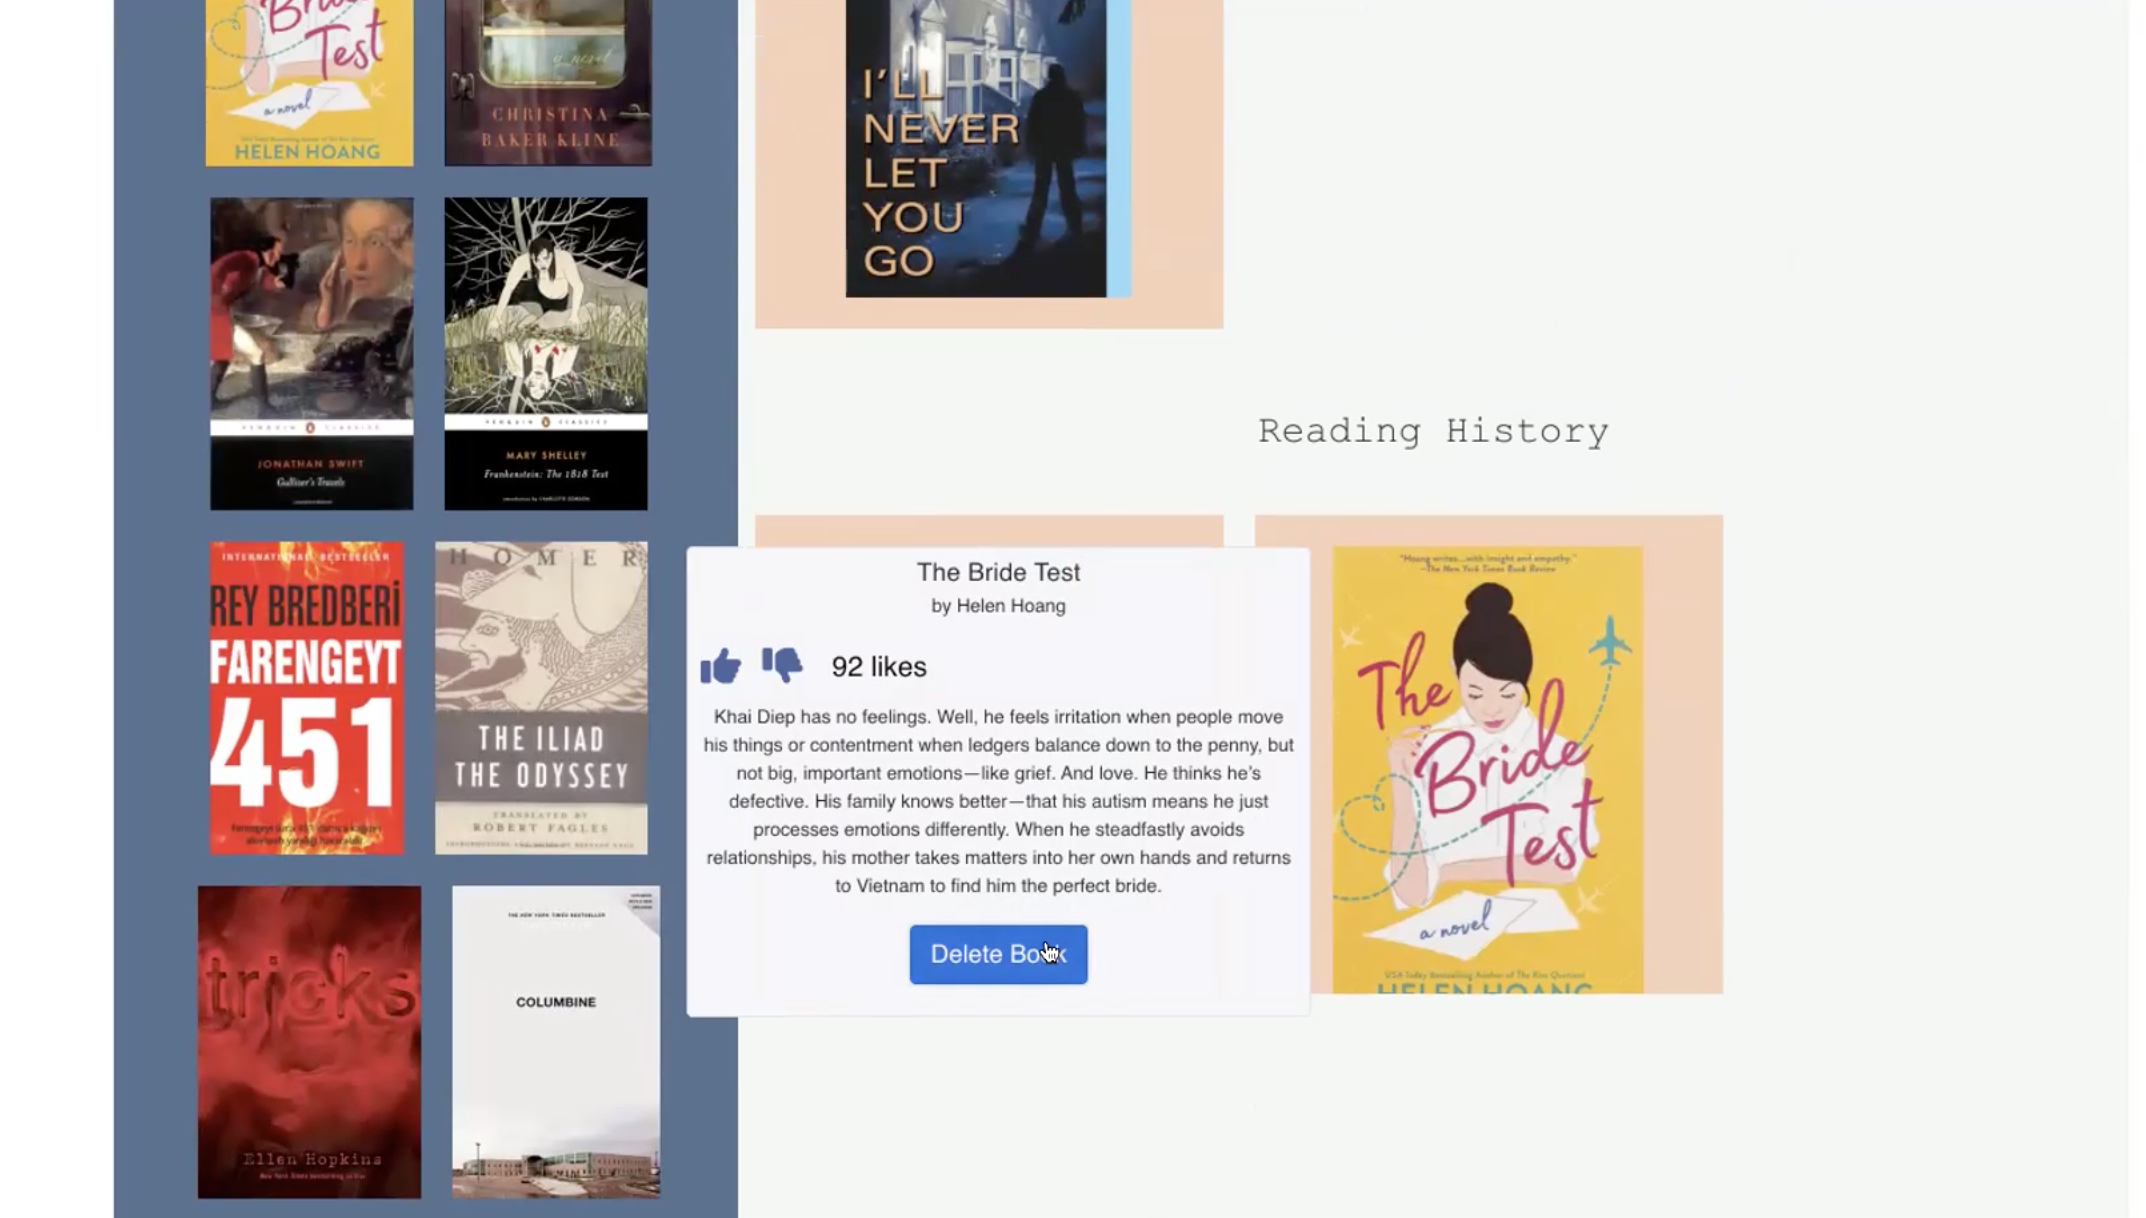 Bride
Test
a novel
HELEN HOANG
a novel
CHRISTINA
BAKER KLINE
I'LL
NEVER
LET
YOU
GO
PENGUIN CLASSICS
JONATHAN SWIFT
Gulliver's Travels
PENGUIN CLASSICS
MARY SHELLEY
Frankenstein: The 1818 Text
Reading History
INTERNATIONAL BESTSELLER
REY BREDBERİ
FARENGEYT
451
HOMER
THE ILIAD
THE ODYSSEY
TRANSLATED BY
ROBERT FAGLES
The Bride Test
by Helen Hoang
92 likes
Khai Diep has no feelings. Well, he feels irritation when people move
his things or contentment when ledgers balance down to the penny, but
not big, important emotions—like grief. And love. He thinks he's
defective. His family knows better—that his autism means he just
processes emotions differently. When he steadfastly avoids
relationships, his mother takes matters into her own hands and returns
to Vietnam to find him the perfect bride.
Delete Book
"Hoang writes...with insight and empathy."
—The New York Times Book Review
The
Bride
Test
a novel
USA Today Bestselling Author of The Kiss Quotient
HELEN HOANG
tricks
Ellen Hopkins
THE NEW YORK TIMES BESTSELLER
COLUMBINE